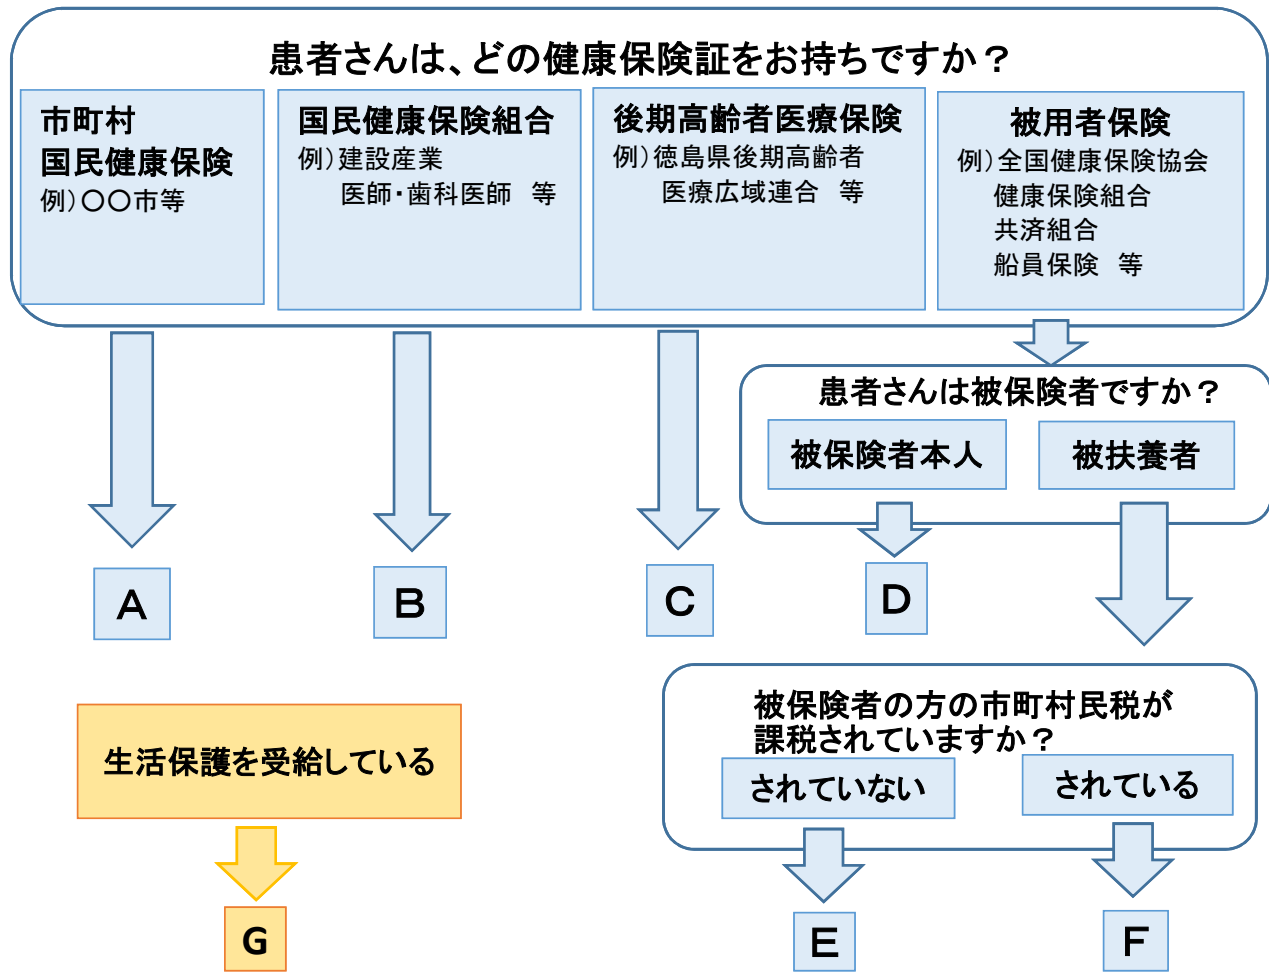 患者さんは、どの健康保険証をお持ちですか？
市町村
国民健康保険
例）〇〇市等
国民健康保険組合
例）建設産業
医師・歯科医師　等
後期高齢者医療保険
例）徳島県後期高齢者
医療広域連合　等
被用者保険
例）全国健康保険協会
健康保険組合
共済組合
船員保険　等
患者さんは被保険者ですか？
被保険者本人
被扶養者
A
B
C
D
被保険者の方の市町村民税が
課税されていますか？
されていない
されている
生活保護を受給している
G
E
F